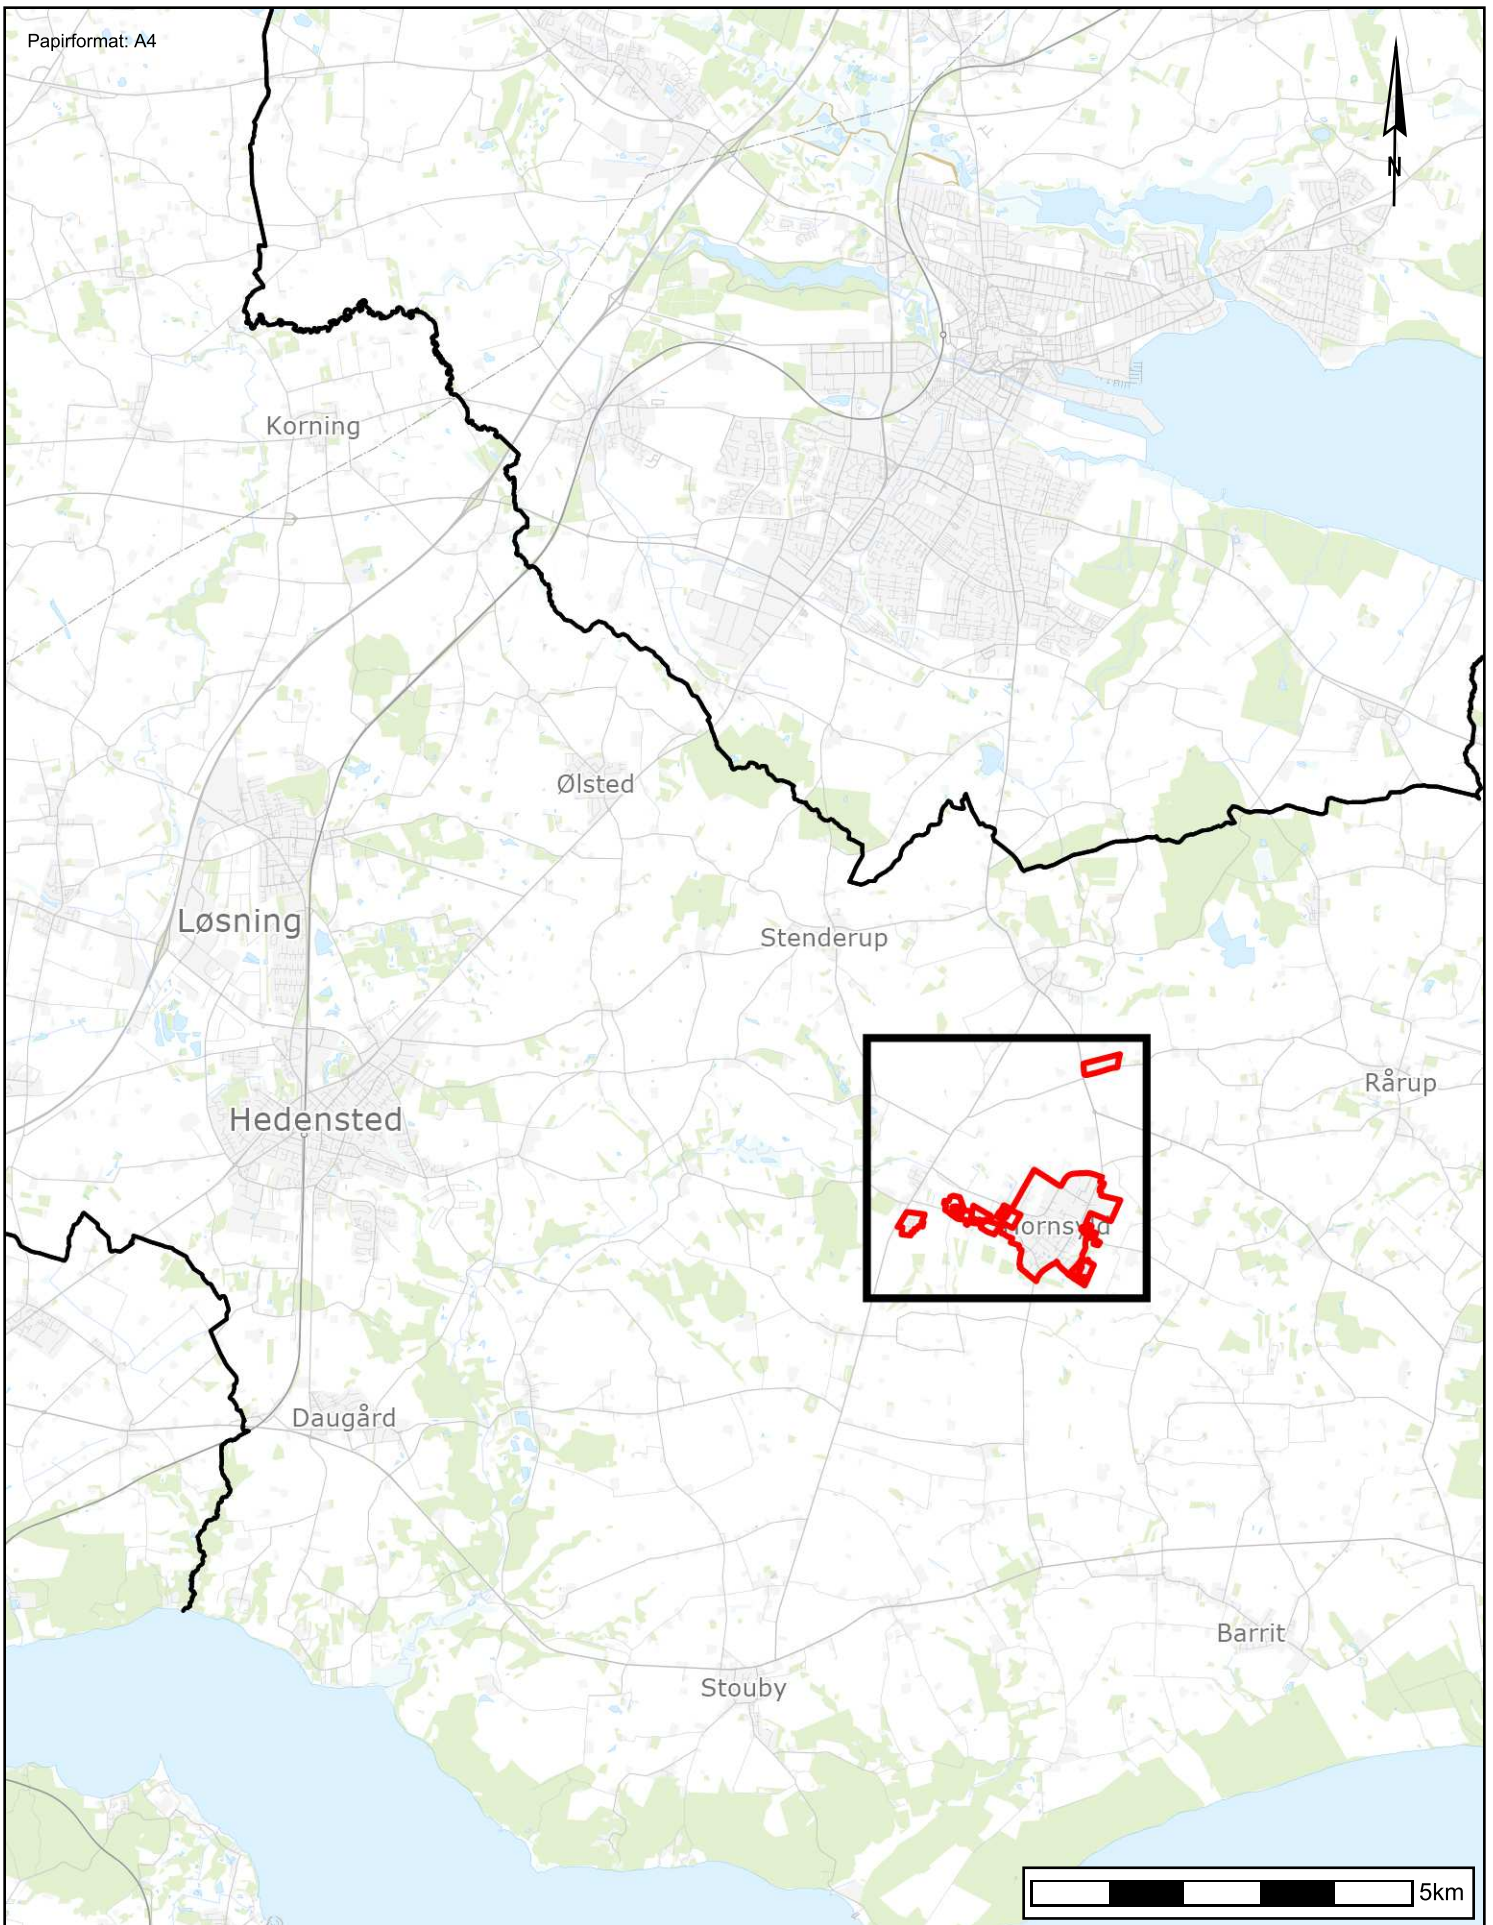 Papirformat: A4
N
Korning
Ølsted
Løsning
Stenderup
Rårup
Hedensted
Daugård
Barrit
Stouby
5km